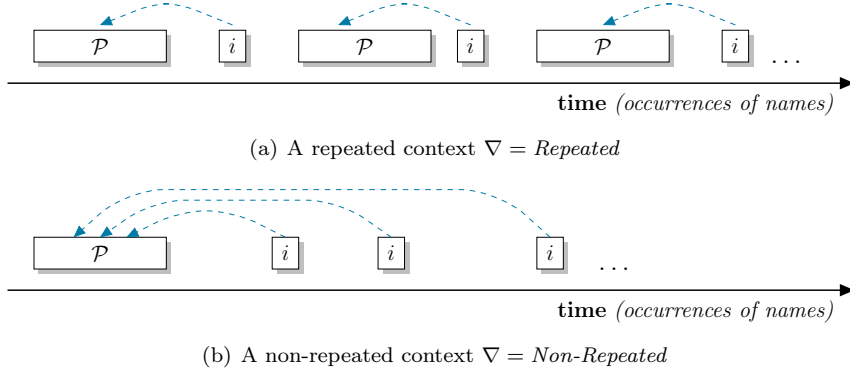 𝒫 i 𝒫 i 𝒫 i ...
time (occurrences of names)
(a) A repeated context ∇ = Repeated
𝒫 i i i ...
time (occurrences of names)
(b) A non-repeated context ∇ = Non-Repeated